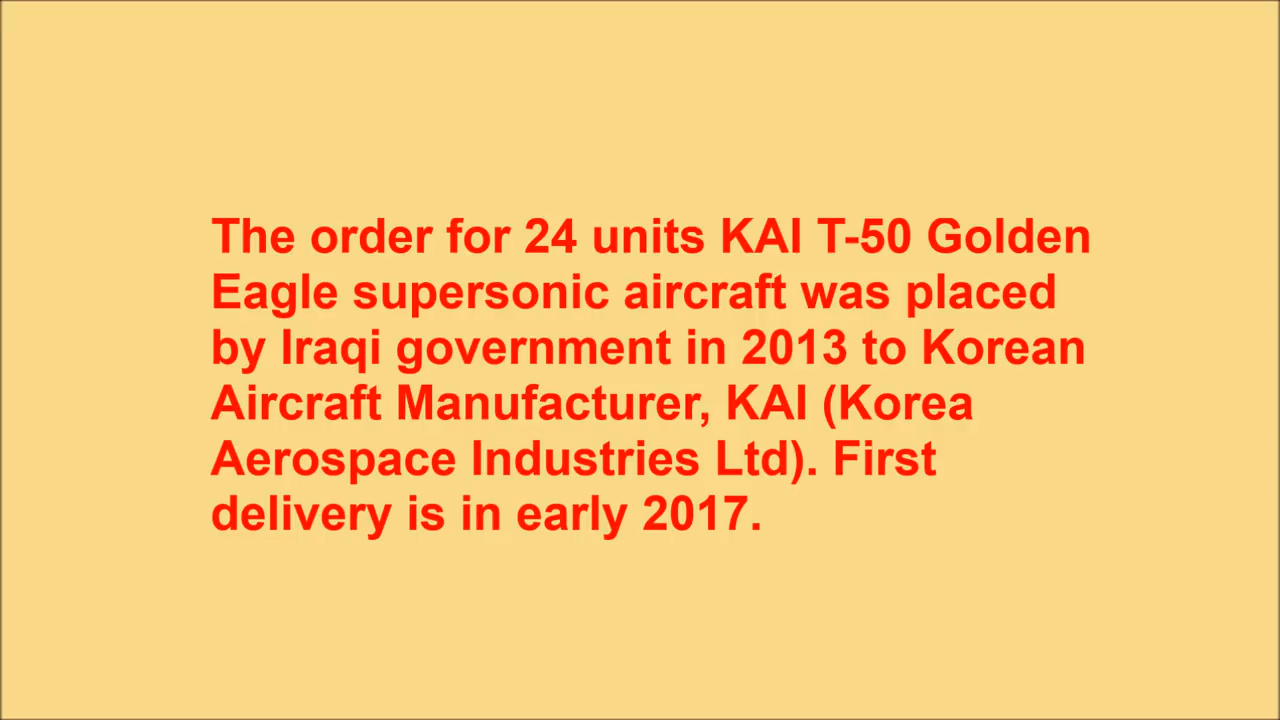 The order for 24 units KAI T-50 Golden
Eagle supersonic aircraft was placed
by Iraqi government in 2013 to Korean
Aircraft Manufacturer, KAI (Korea
Aerospace Industries Ltd). First
delivery is in early 2017.